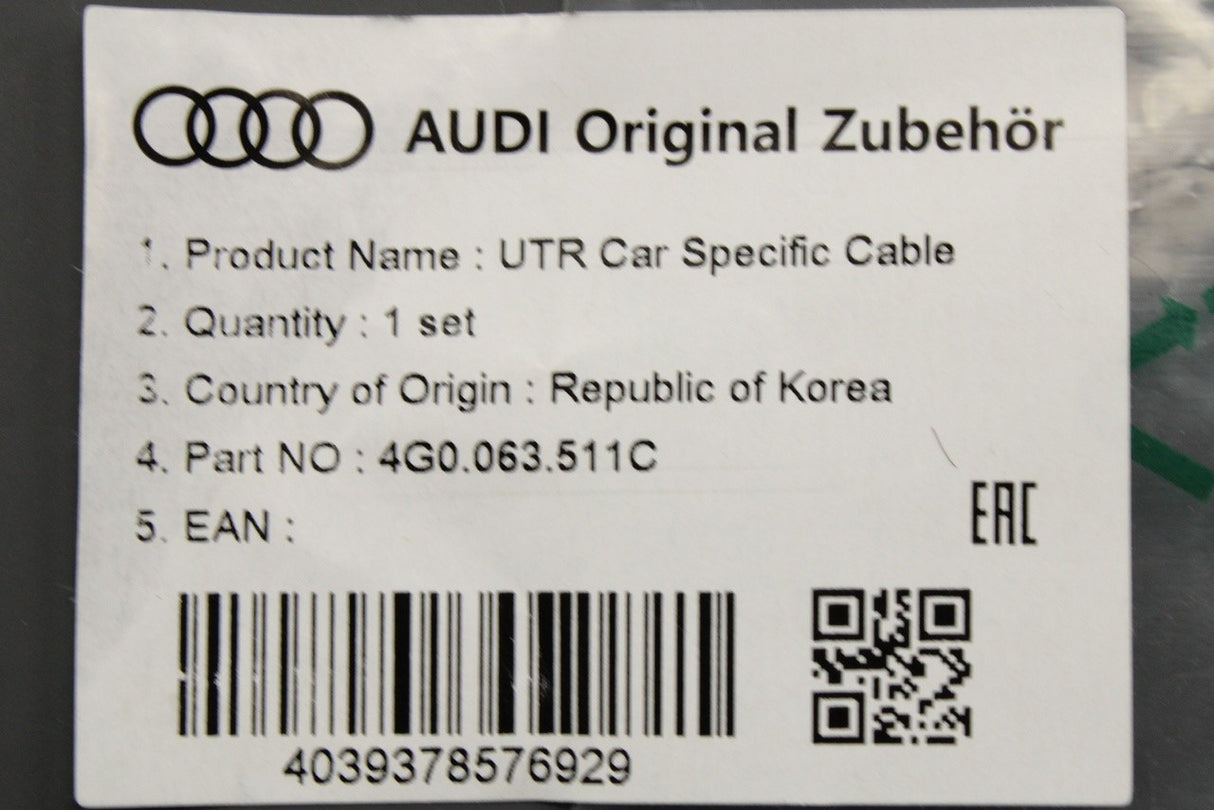 AUDI Original Zubehör
1. Product Name : UTR Car Specific Cable
2. Quantity : 1 set
3. Country of Origin : Republic of Korea
4. Part NO : 4G0.063.511C
5. EAN :
EAC
4039378576929